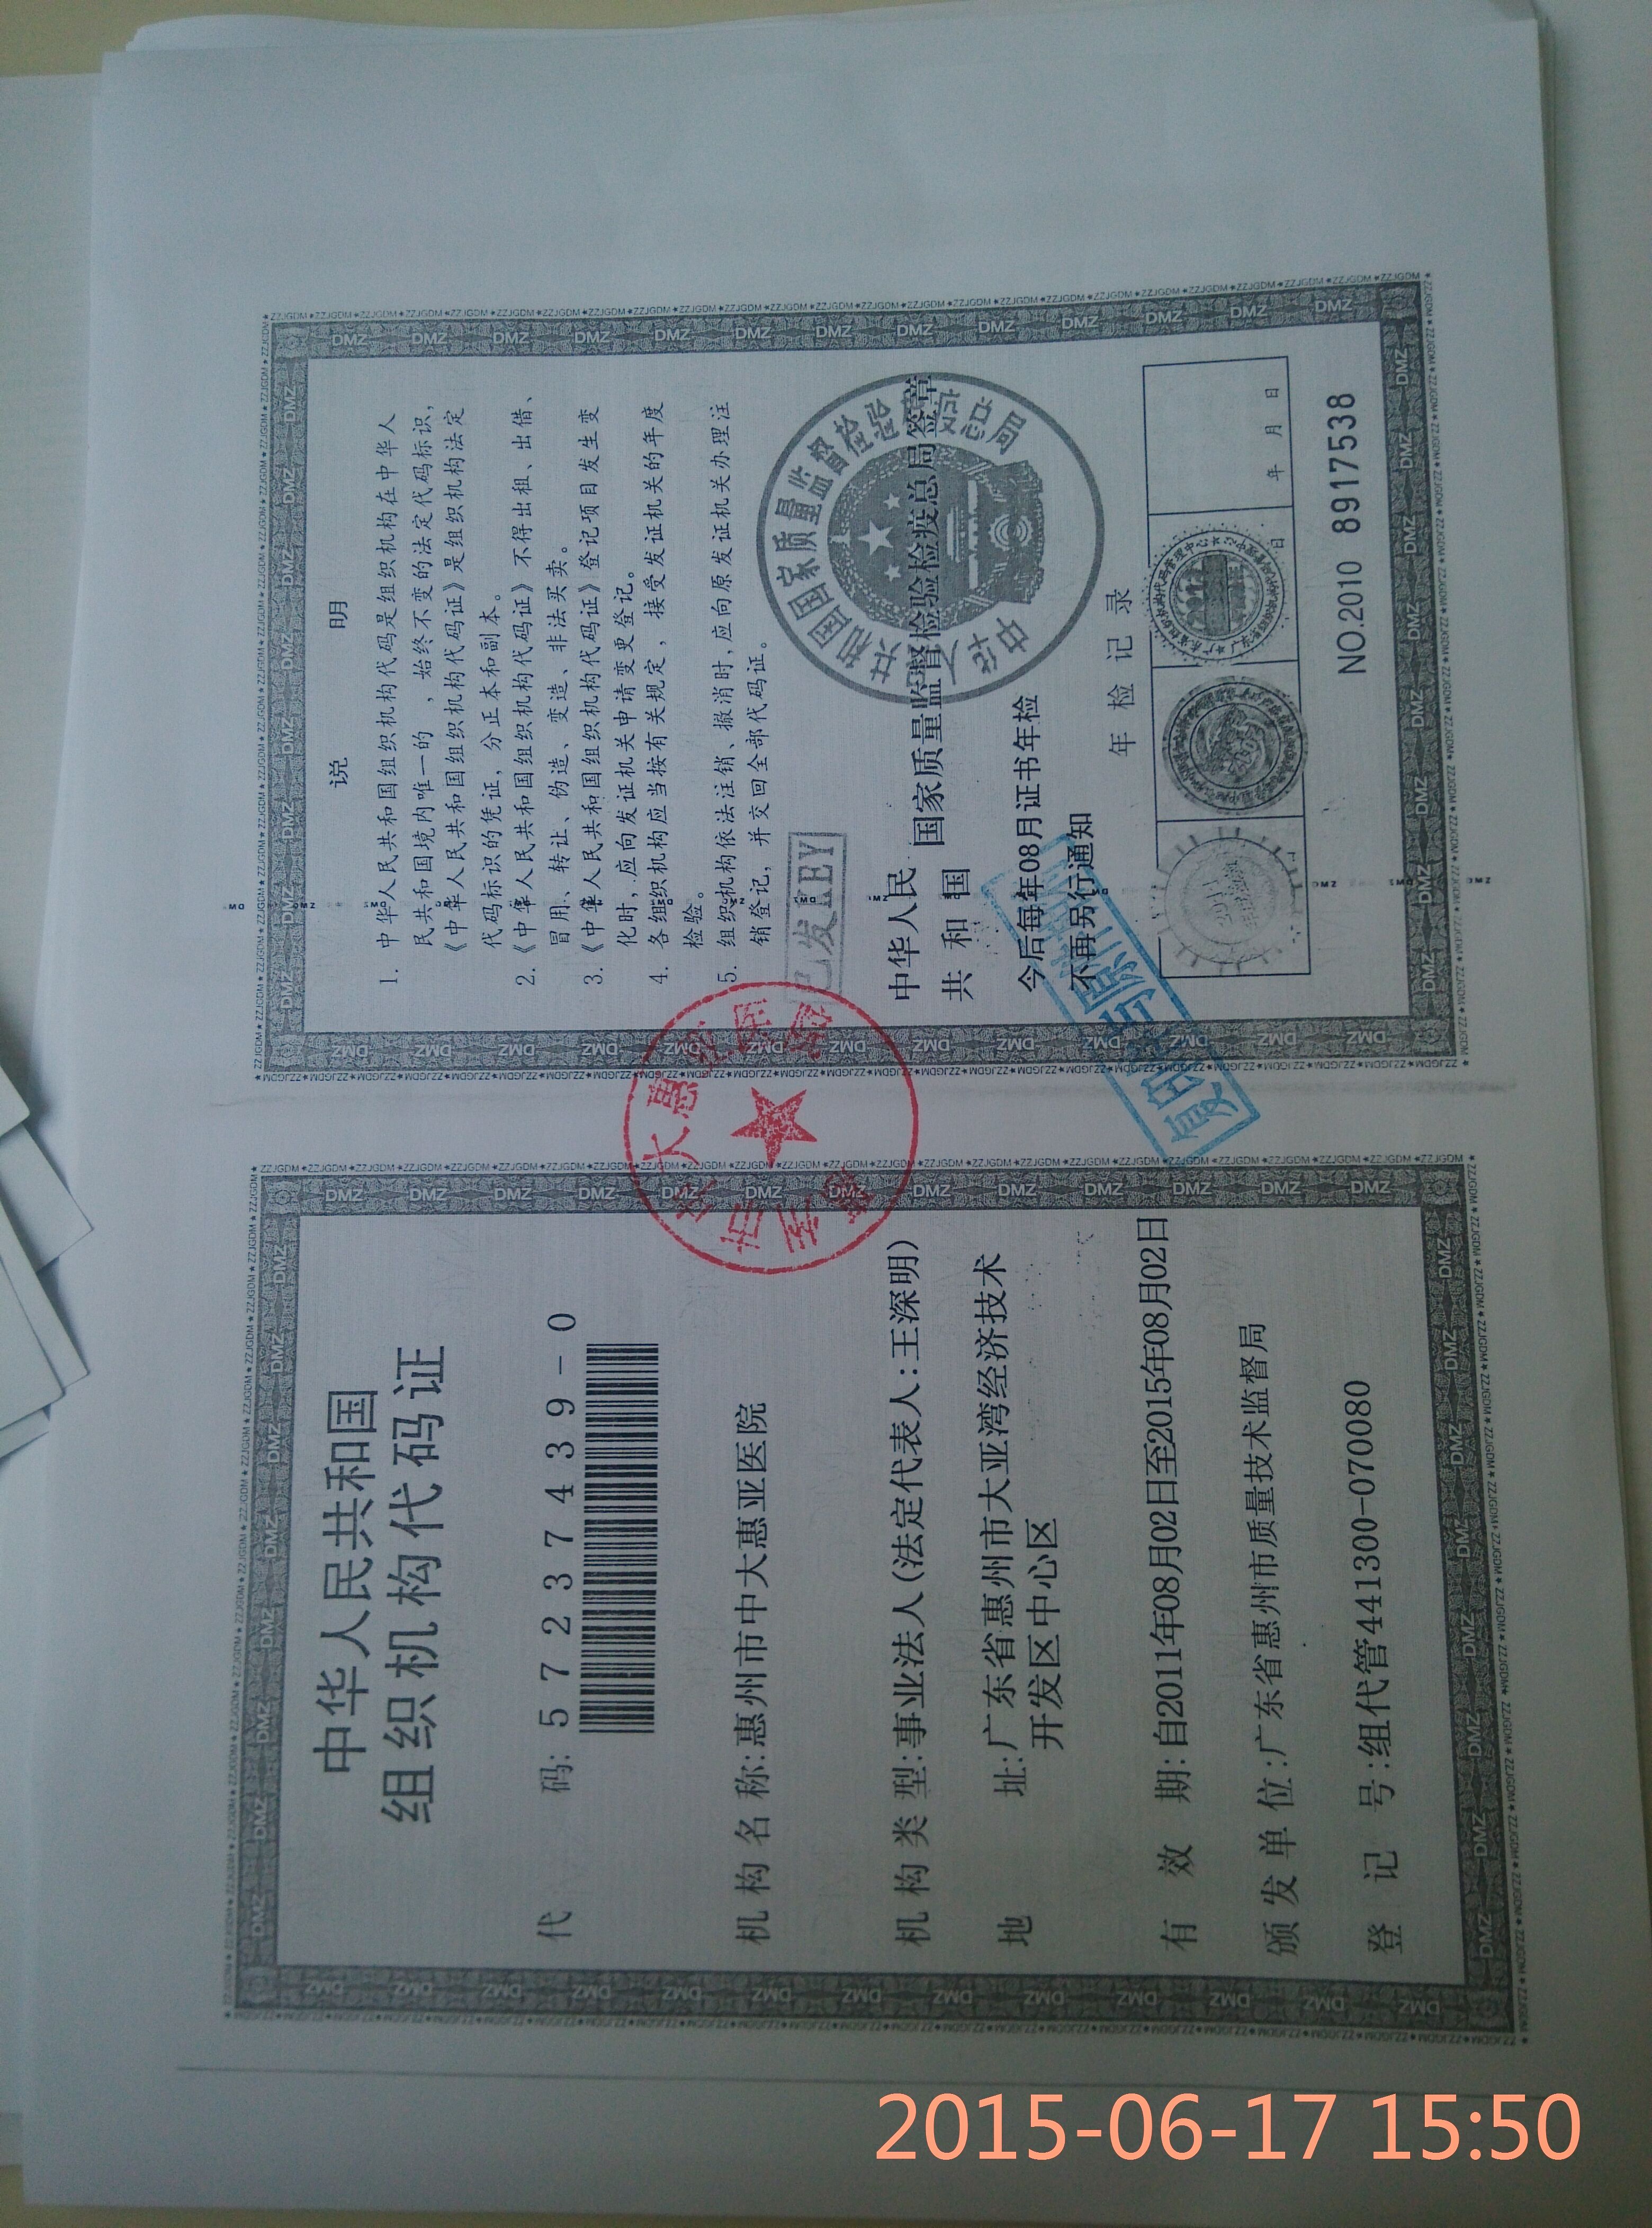 中华人民共和国
组织机构代码证
代 码: 57237439-0
机构名称:惠州市中大惠亚医院
机构类型:事业法人(法定代表人:王深明)
地 址:广东省惠州市大亚湾经济技术
开发区中心区
有 效 期:自2011年08月02日至2015年08月02日
颁发单位:广东省惠州市质量技术监督局
登 记 号:组代管441300-070080
说 明
1. 中华人民共和国组织机构代码是组织机构在中华人
民共和国境内唯一的、始终不变的法定代码标识,
《中华人民共和国组织机构代码证》是组织机构法定
代码标识的凭证,分正本和副本。
2.《中华人民共和国组织机构代码证》不得出租、出借、
冒用、转让、伪造、变造、非法买卖。
3.《中华人民共和国组织机构代码证》登记项目发生变
化时,应向发证机关申请变更登记。
4. 各组织机构应当按有关规定,接受发证机关的年度
检验。
5. 组织机构依法注销、撤消时,应向原发证机关办理注
销登记,并交回全部代码证。
已发KEY
中华人民
共和国 国家质量监督检验检疫总局签章
今后每年08月证书年检
不再另行通知
年检记录
年 月 日
NO.2010 8917538
2015-06-17 15:50